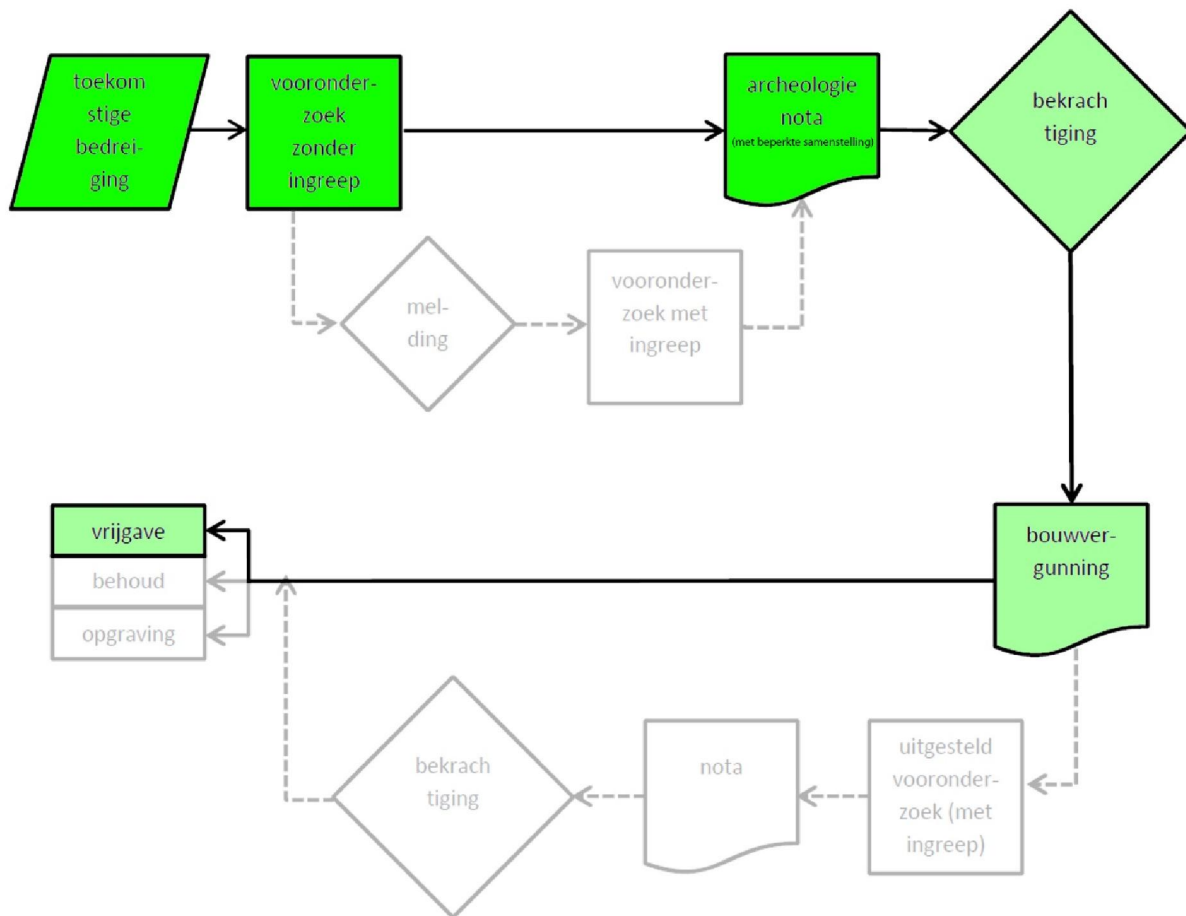 toekom
stige
bedrei-
ging
vooronder-
zoek
zonder
ingreep
archeologie
nota
(met beperkte samenstelling)
bekrach
tiging
mel-
ding
vooronder-
zoek met
ingreep
vrijgave
behoud
opgraving
bouwver-
gunning
bekrach
tiging
nota
uitgesteld
vooronder-
zoek (met
ingreep)